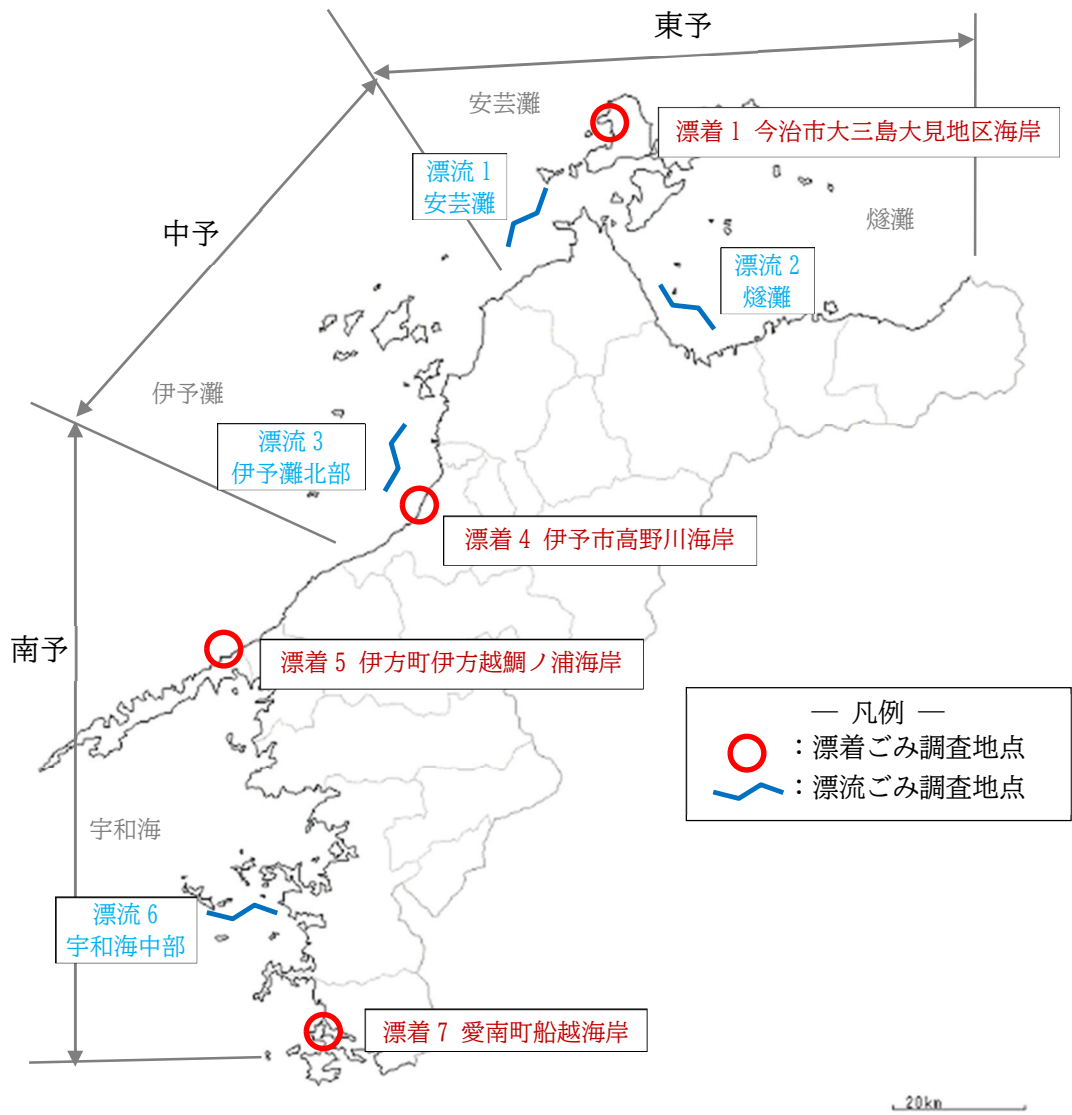 東予
安芸灘
漂着1 今治市大三島大見地区海岸
漂流1
安芸灘
燧灘
中予
漂流2
燧灘
伊予灘
漂流3
伊予灘北部
漂着4 伊予市高野川海岸
南予
漂着5 伊方町伊方越鯛ノ浦海岸
― 凡例 ―
:漂着ごみ調査地点
:漂流ごみ調査地点
宇和海
漂流6
宇和海中部
漂着7 愛南町船越海岸
20km